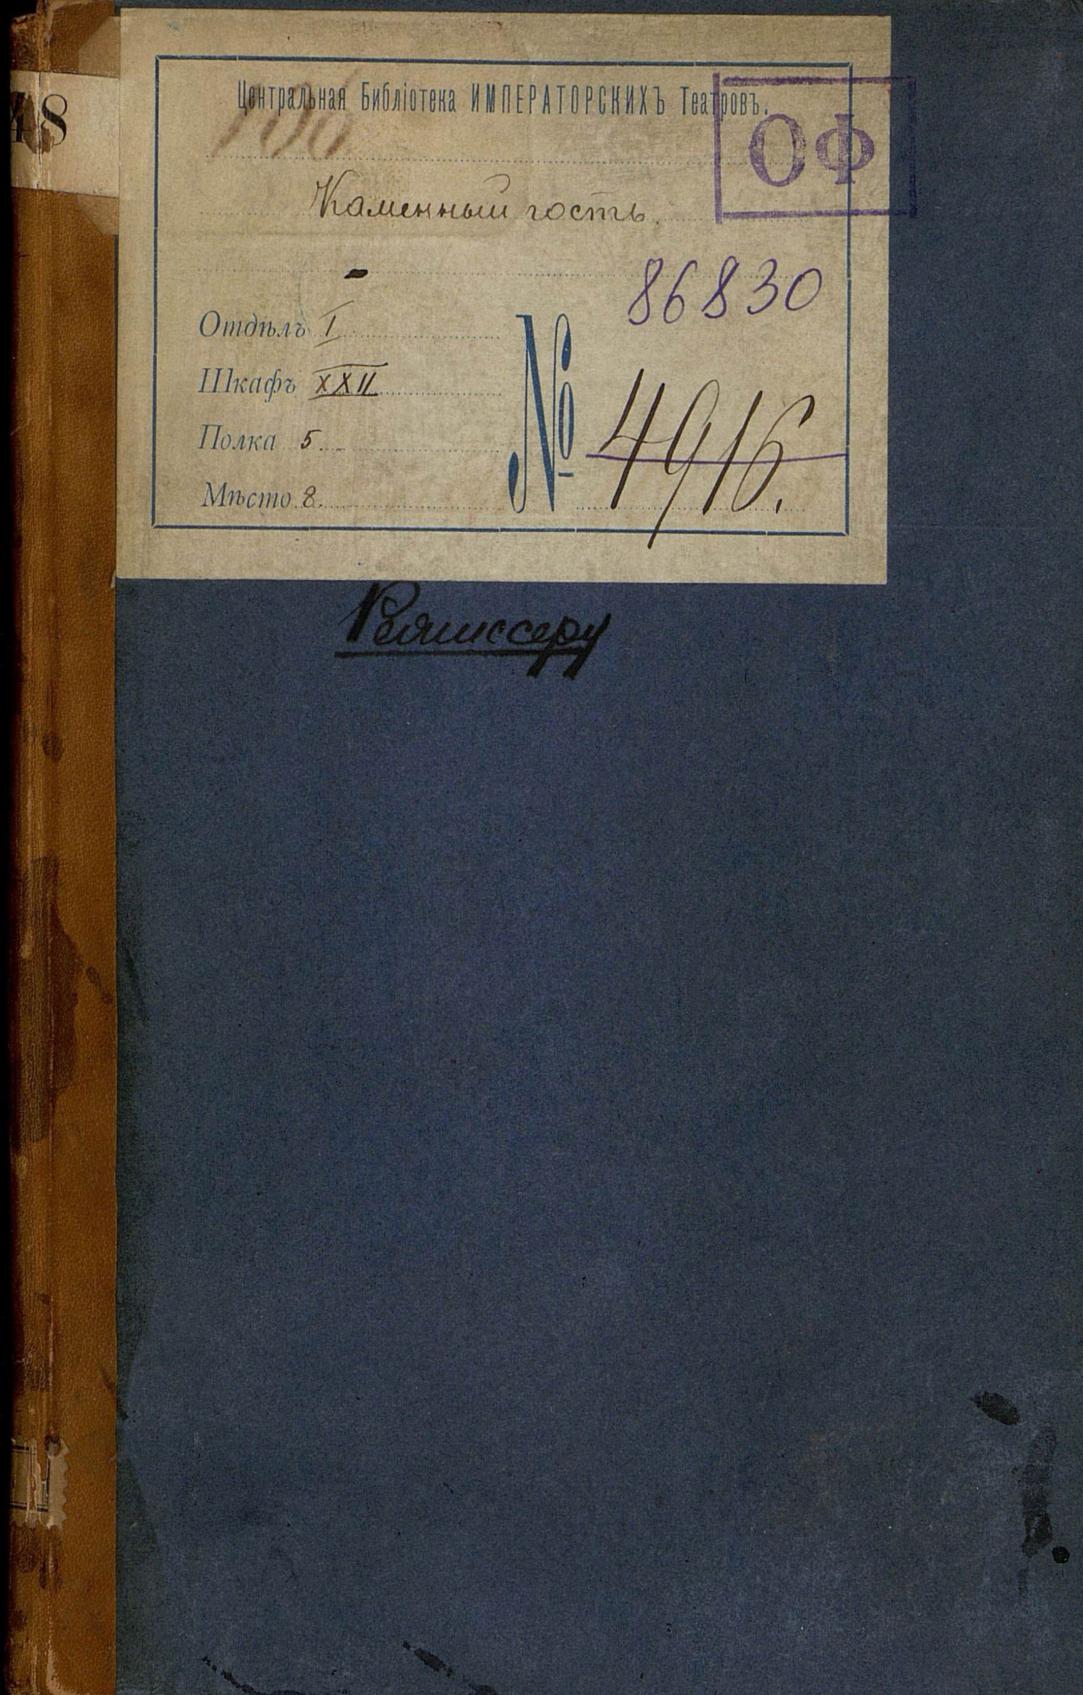 Центральная Библіотека ИМПЕРАТОРСКИХЪ Театровъ.
106
ОФ
48
Каменный гость.
86830
Отдѣлъ I
Шкафъ XXII
Полка 5
Мѣсто 8.
№ 4916.
Режиссеру